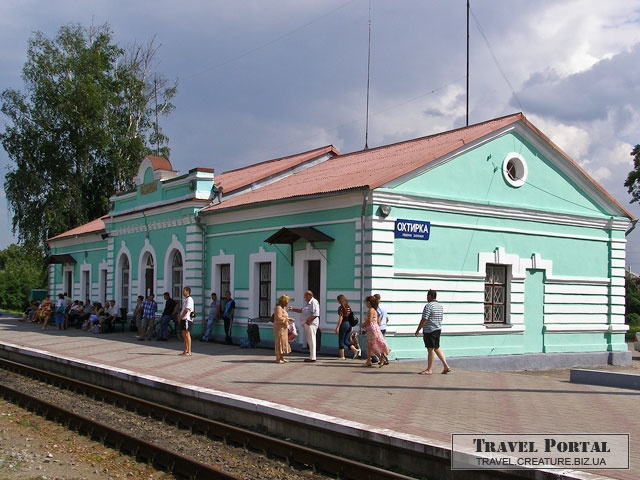 ОХТИРКА
TRAVEL PORTAL
TRAVEL.CREATURE.BIZ.UA